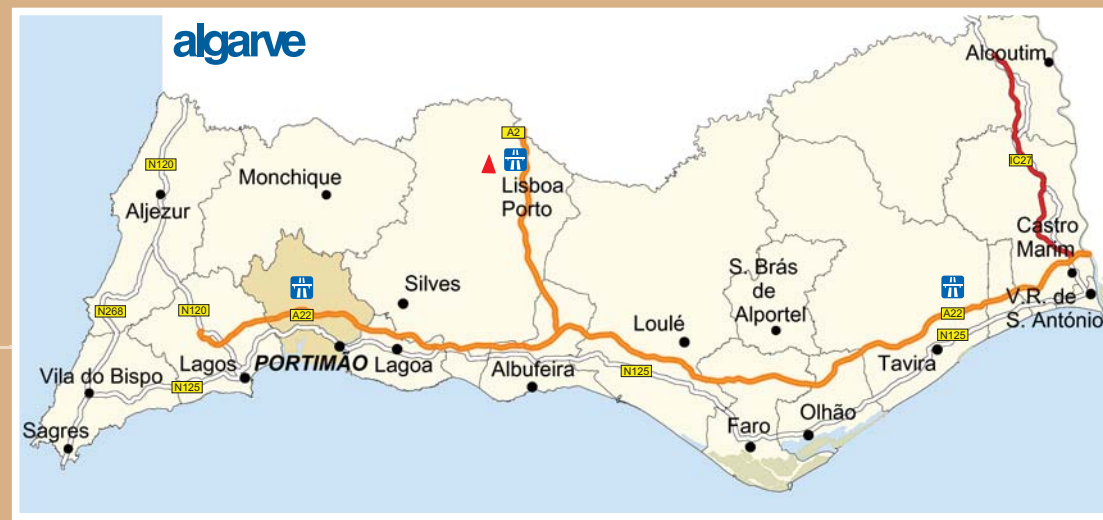 algarve
Alcoutim
A2
N120
IC27
Monchique
Lisboa
Porto
Aljezur
Castro
Marim
S. Brás
de
Alportel
Silves
N268
N120
A22
Loulé
A22
V.R. de
S. António
N125
Lagos
PORTIMÃO
Lagoa
Tavira
Vila do Bispo
N125
Albufeira
N125
Sagres
Faro
Olhão